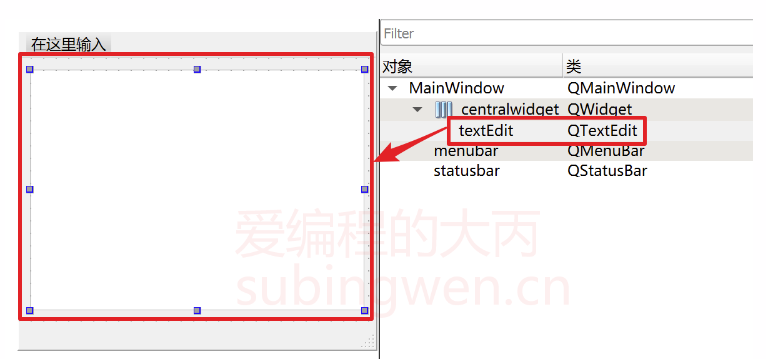 在这里输入
Filter
对象 类
MainWindow QMainWindow
centralwidget QWidget
textEdit QTextEdit
menubar QMenuBar
statusbar QStatusBar
爱编程的大丙
subingwen.cn